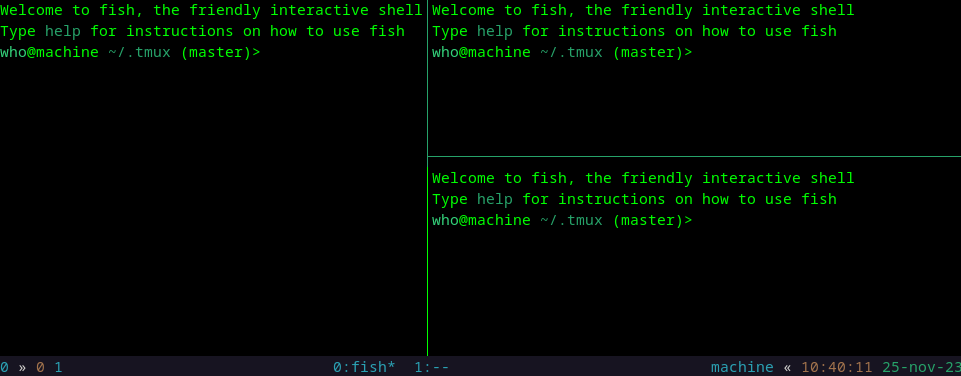 Welcome to fish, the friendly interactive shell
Type help for instructions on how to use fish
who@machine ~/.tmux (master)>
Welcome to fish, the friendly interactive shell
Type help for instructions on how to use fish
who@machine ~/.tmux (master)>
Welcome to fish, the friendly interactive shell
Type help for instructions on how to use fish
who@machine ~/.tmux (master)>
0 » 0 1 0:fish* 1:-- machine « 10:40:11 25-nov-23